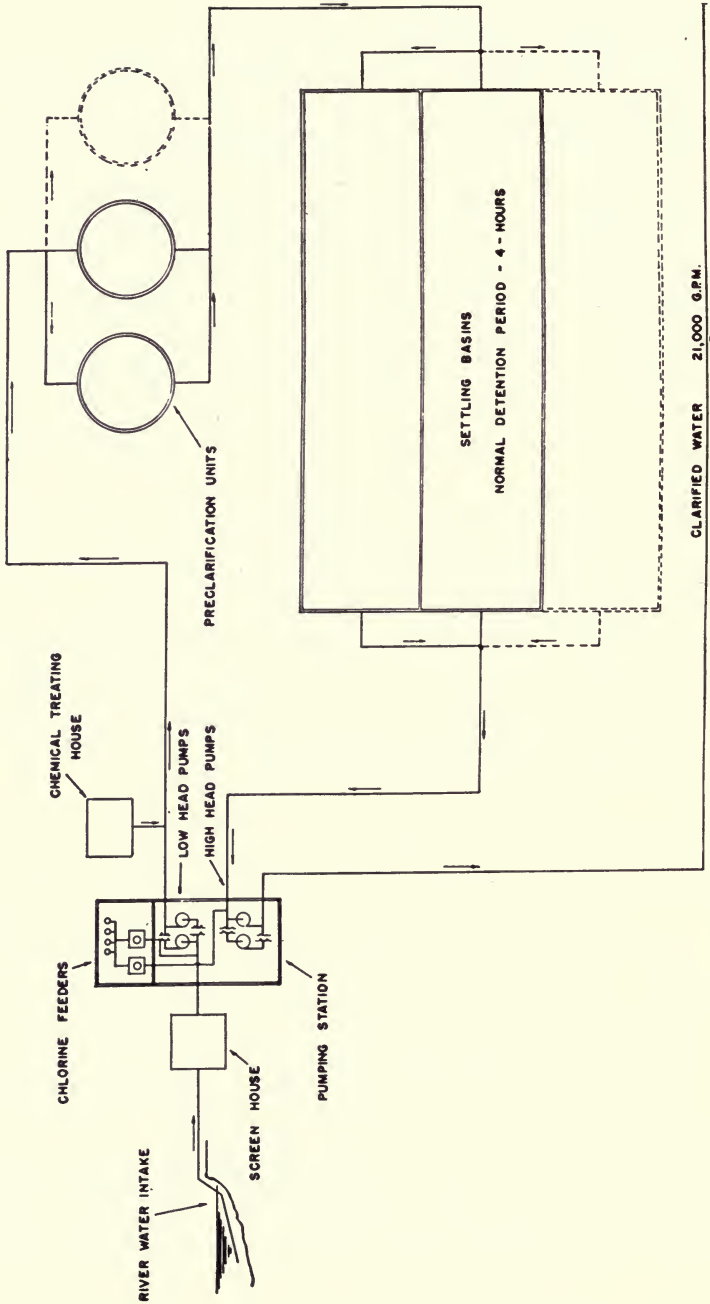 RIVER WATER INTAKE
SCREEN HOUSE
CHLORINE FEEDERS
PUMPING STATION
CHEMICAL TREATING
HOUSE
LOW HEAD PUMPS
HIGH HEAD PUMPS
PRECLARIFICATION UNITS
SETTLING BASINS
NORMAL DETENTION PERIOD - 4 - HOURS
CLARIFIED WATER 21,000 G.P.M.